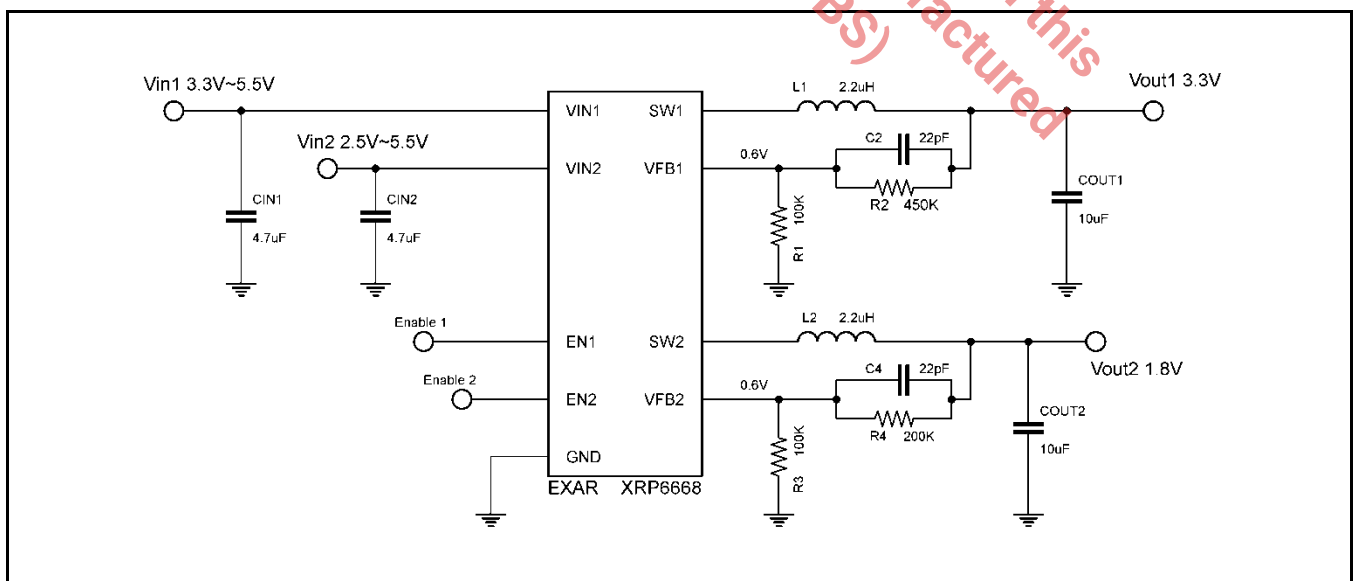 n this
factured
BS)
Vin1 3.3V~5.5V
Vin2 2.5V~5.5V
CIN1
4.7uF
CIN2
4.7uF
Enable 1
Enable 2
VIN1
VIN2
EN1
EN2
GND
SW1
VFB1
SW2
VFB2
EXAR XRP6668
L1 2.2uH
Vout1 3.3V
0.6V
C2 22pF
R2 450K
R1 100K
COUT1
10uF
L2 2.2uH
Vout2 1.8V
0.6V
C4 22pF
R4 200K
R3 100K
COUT2
10uF